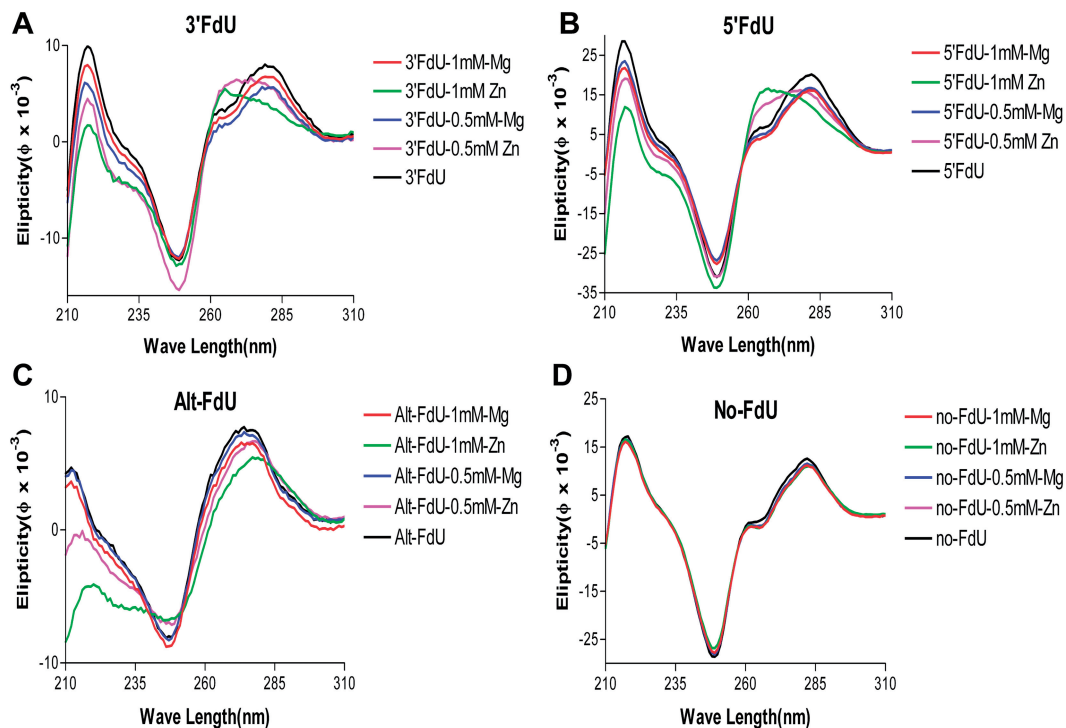 A
3'FdU
10
0
-10
210
235
260
285
310
Elipticity(ϕ x 10⁻³)
Wave Length(nm)
3'FdU-1mM-Mg
3'FdU-1mM Zn
3'FdU-0.5mM-Mg
3'FdU-0.5mM Zn
3'FdU
B
5'FdU
25
15
5
-5
-15
-25
-35
210
235
260
285
310
Elipticity(ϕ x 10⁻³)
Wave Length(nm)
5'FdU-1mM-Mg
5'FdU-1mM Zn
5'FdU-0.5mM-Mg
5'FdU-0.5mM Zn
5'FdU
C
Alt-FdU
10
0
-10
210
235
260
285
310
Elipticity(ϕ x 10⁻³)
Wave Length(nm)
Alt-FdU-1mM-Mg
Alt-FdU-1mM-Zn
Alt-FdU-0.5mM-Mg
Alt-FdU-0.5mM-Zn
Alt-FdU
D
No-FdU
25
15
5
-5
-15
-25
210
235
260
285
310
Elipticity(ϕ x 10⁻³)
Wave Length(nm)
no-FdU-1mM-Mg
no-FdU-1mM-Zn
no-FdU-0.5mM-Mg
no-FdU-0.5mM-Zn
no-FdU